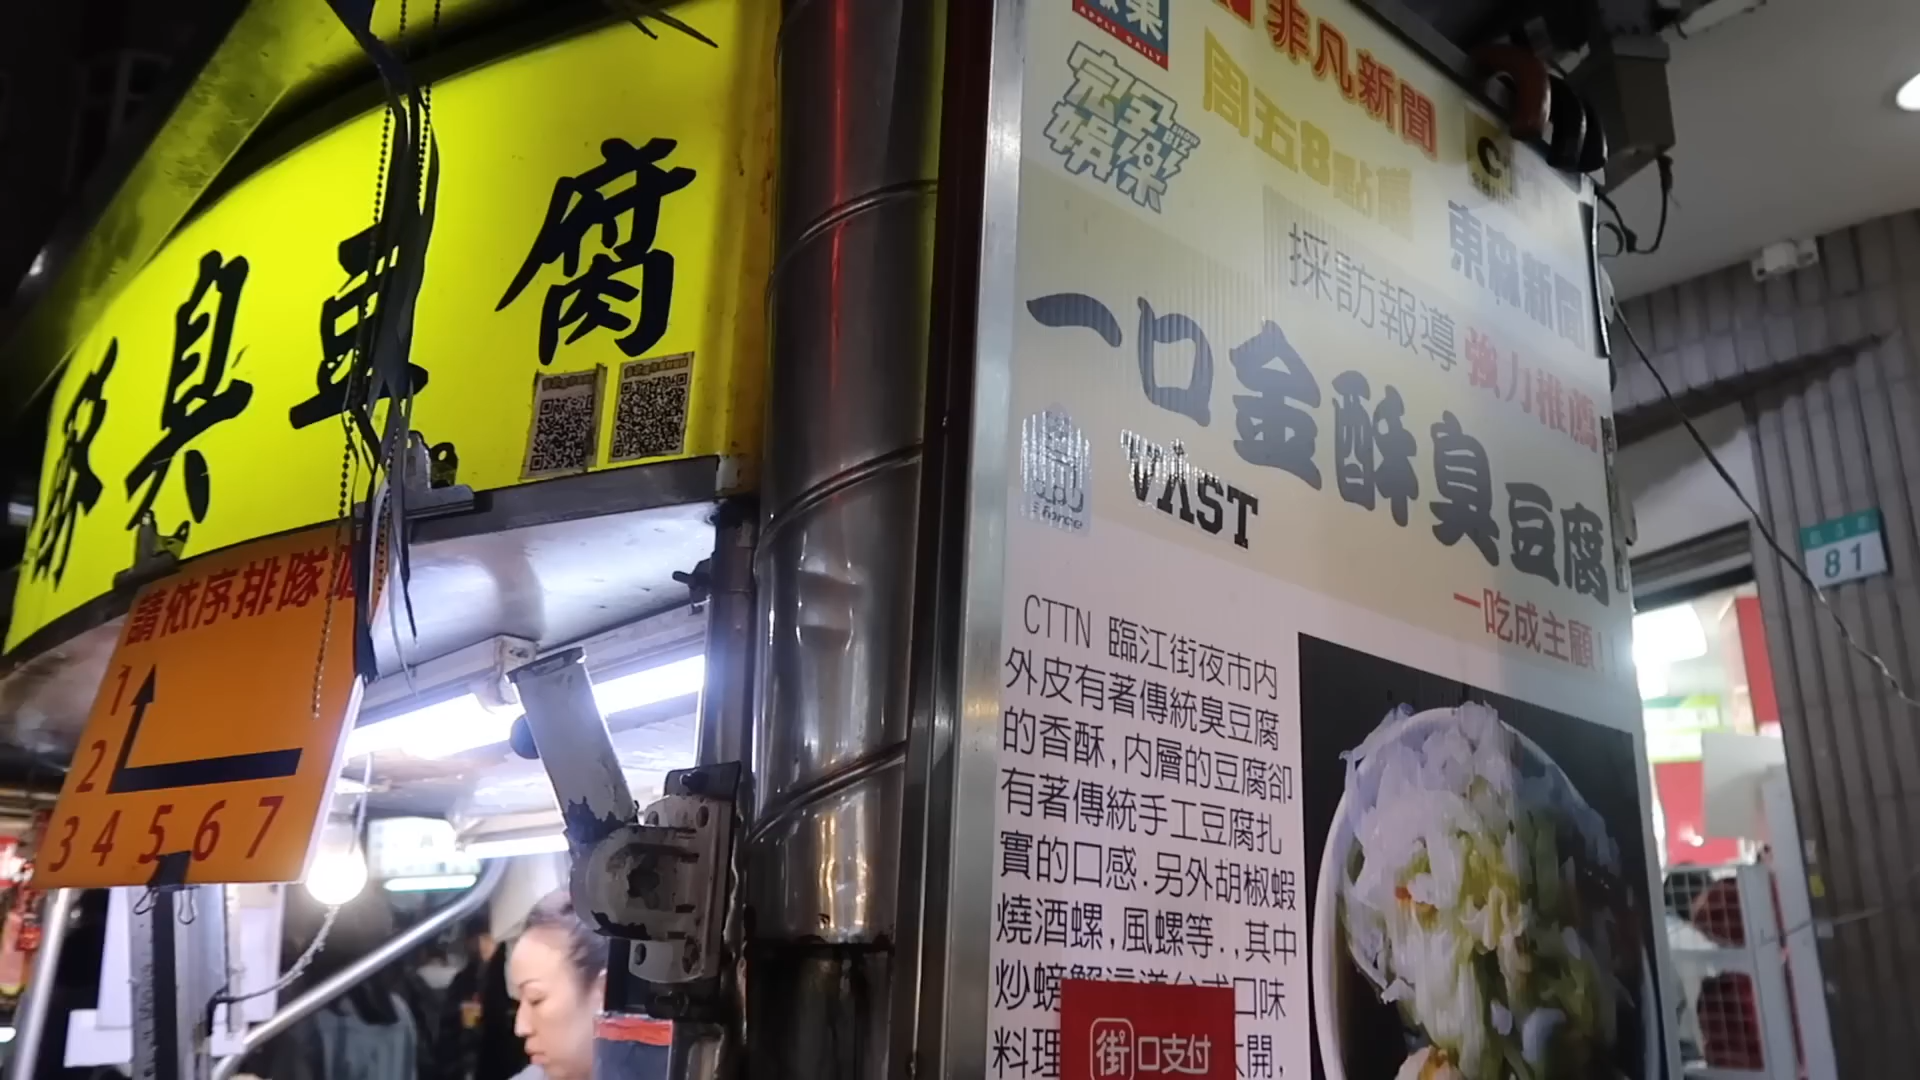 酥臭豆腐
請依序排隊
1
2
3 4 5 6 7
APPLE DAILY
完全娛樂
非凡新聞
周五8點
東森新聞
採訪報導
強力推薦
一口金酥臭豆腐
VAST
一吃成主顧!
CTTN 臨江街夜市內
外皮有著傳統臭豆腐
的香酥,內層的豆腐卻
有著傳統手工豆腐扎
實的口感.另外胡椒蝦
燒酒螺,風螺等.,其中
炒螃蟹這道台式口味
料理
開,
街口支付
81